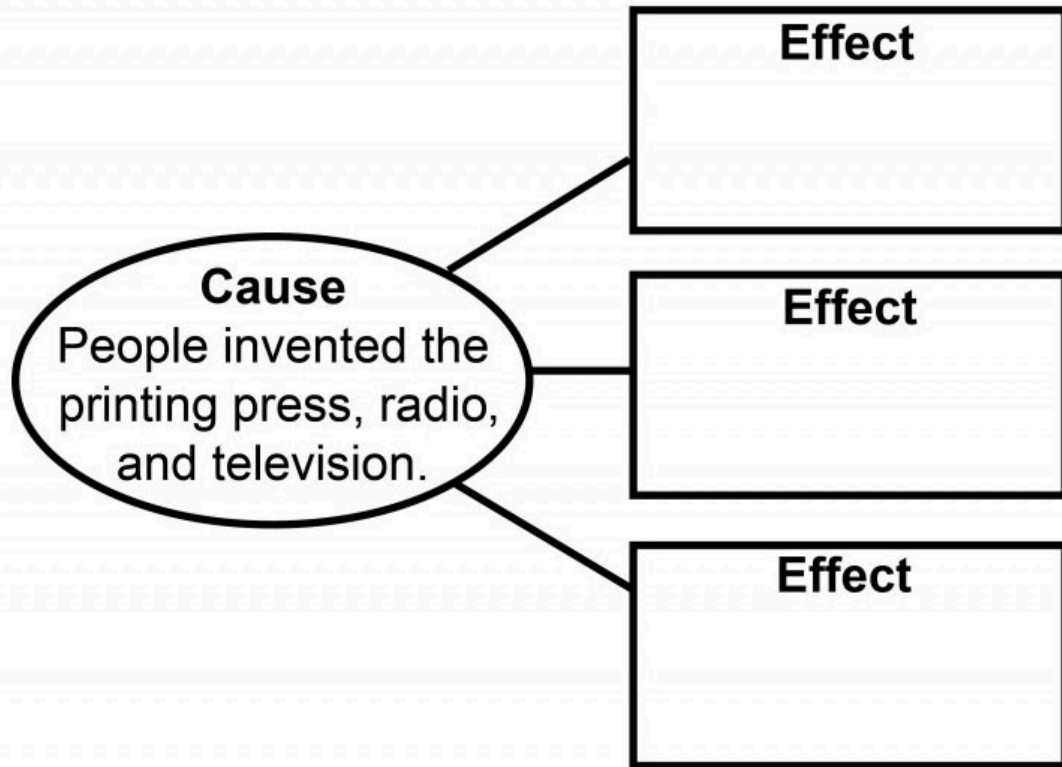 Effect
Cause
People invented the
printing press, radio,
and television.
Effect
Effect